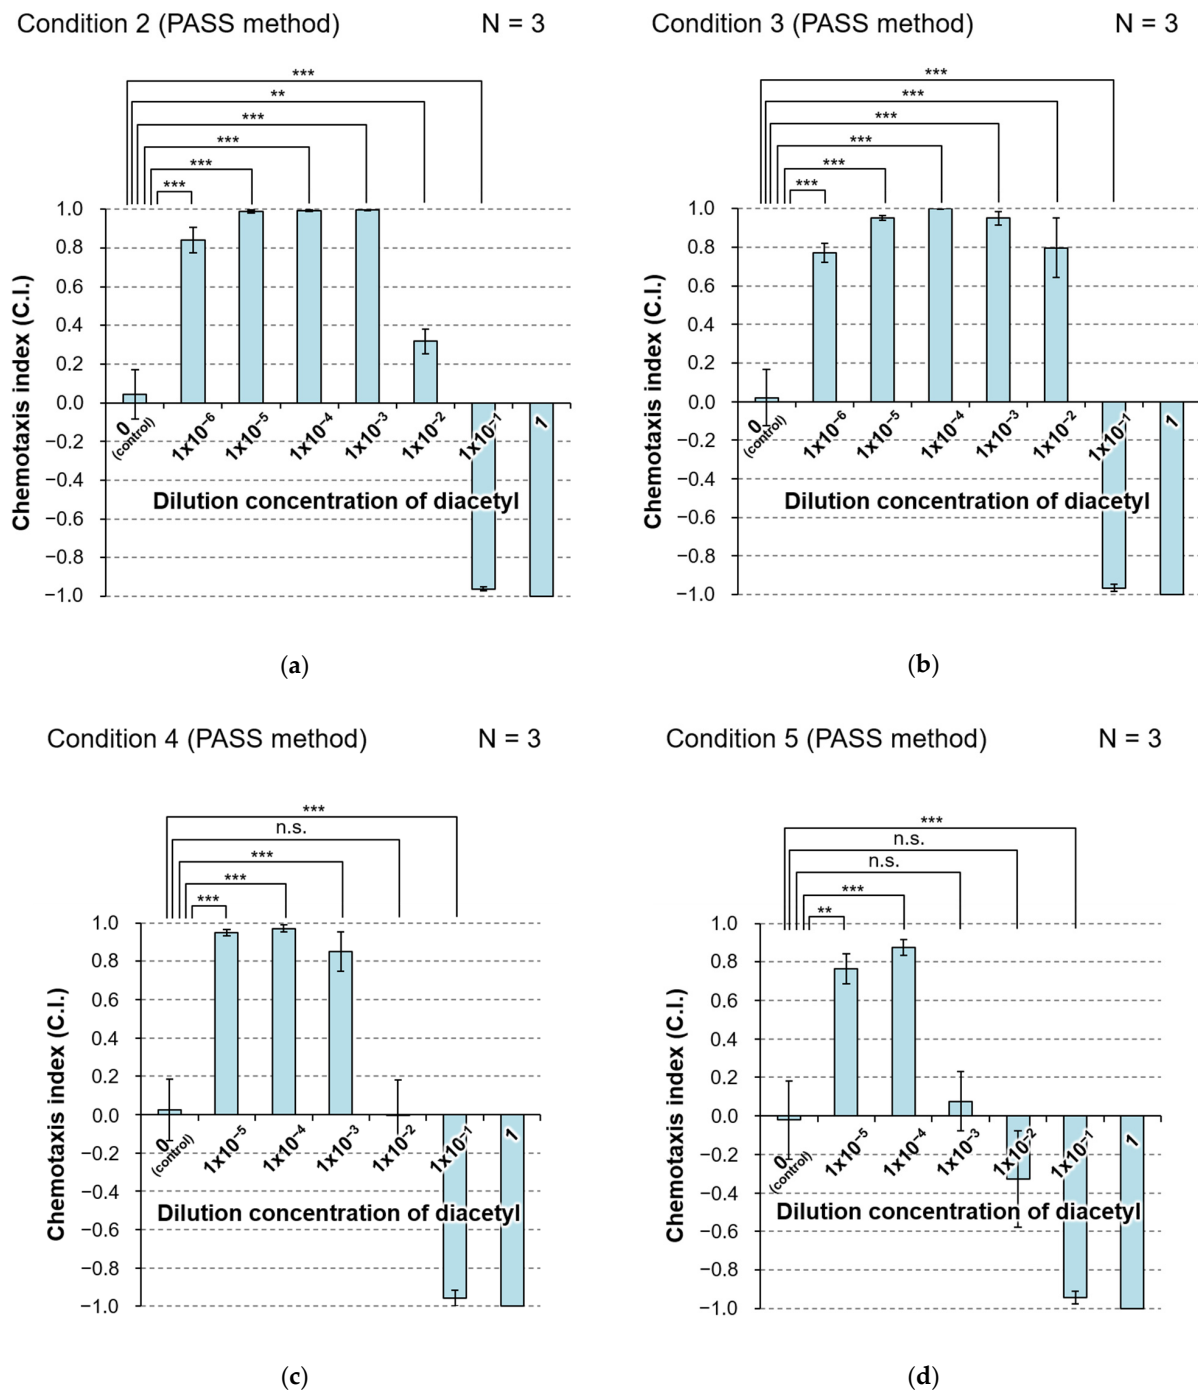 Condition 2 (PASS method) N = 3
***
**
***
***
***
***
1.0
0.8
0.6
0.4
0.2
0.0
−0.2
−0.4
−0.6
−0.8
−1.0
Chemotaxis index (C.I.)
0 (control) 1x10⁻⁶ 1x10⁻⁵ 1x10⁻⁴ 1x10⁻³ 1x10⁻² 1x10⁻¹ 1
Dilution concentration of diacetyl
(a)
Condition 3 (PASS method) N = 3
***
***
***
***
***
***
1.0
0.8
0.6
0.4
0.2
0.0
−0.2
−0.4
−0.6
−0.8
−1.0
Chemotaxis index (C.I.)
0 (control) 1x10⁻⁶ 1x10⁻⁵ 1x10⁻⁴ 1x10⁻³ 1x10⁻² 1x10⁻¹ 1
Dilution concentration of diacetyl
(b)
Condition 4 (PASS method) N = 3
***
n.s.
***
***
***
1.0
0.8
0.6
0.4
0.2
0.0
−0.2
−0.4
−0.6
−0.8
−1.0
Chemotaxis index (C.I.)
0 (control) 1x10⁻⁵ 1x10⁻⁴ 1x10⁻³ 1x10⁻² 1x10⁻¹ 1
Dilution concentration of diacetyl
(c)
Condition 5 (PASS method) N = 3
***
n.s.
n.s.
***
**
1.0
0.8
0.6
0.4
0.2
0.0
−0.2
−0.4
−0.6
−0.8
−1.0
Chemotaxis index (C.I.)
0 (control) 1x10⁻⁵ 1x10⁻⁴ 1x10⁻³ 1x10⁻² 1x10⁻¹ 1
Dilution concentration of diacetyl
(d)